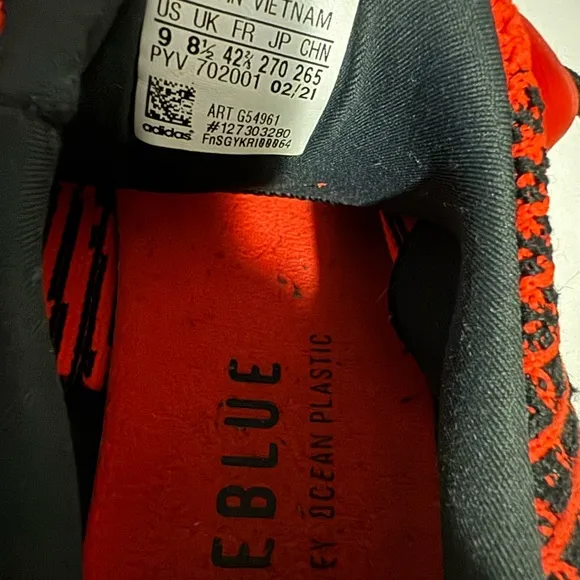 IN VIETNAM
US UK FR JP CHN
9 8½ 42⅔ 270 265
PYV 702001 02/21
ART G54961
#127303280
adidas
FnSGYKRI00064
EBLUE
EY OCEAN PLASTIC